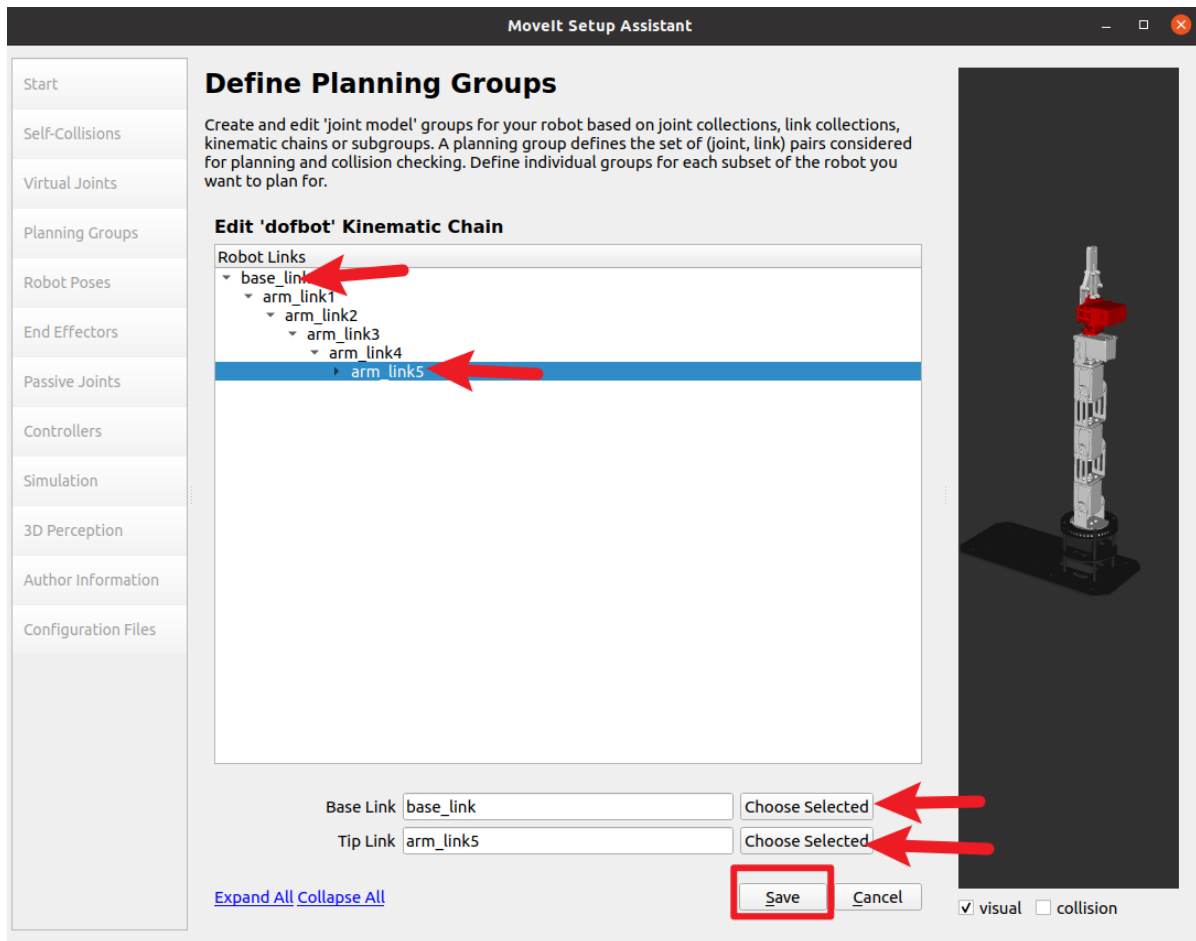 MoveIt Setup Assistant
Start
Self-Collisions
Virtual Joints
Planning Groups
Robot Poses
End Effectors
Passive Joints
Controllers
Simulation
3D Perception
Author Information
Configuration Files
Define Planning Groups
Create and edit 'joint model' groups for your robot based on joint collections, link collections,
kinematic chains or subgroups. A planning group defines the set of (joint, link) pairs considered
for planning and collision checking. Define individual groups for each subset of the robot you
want to plan for.
Edit 'dofbot' Kinematic Chain
Robot Links
base_link
arm_link1
arm_link2
arm_link3
arm_link4
arm_link5
Base Link base_link Choose Selected
Tip Link arm_link5 Choose Selected
Expand All Collapse All Save Cancel
visual collision